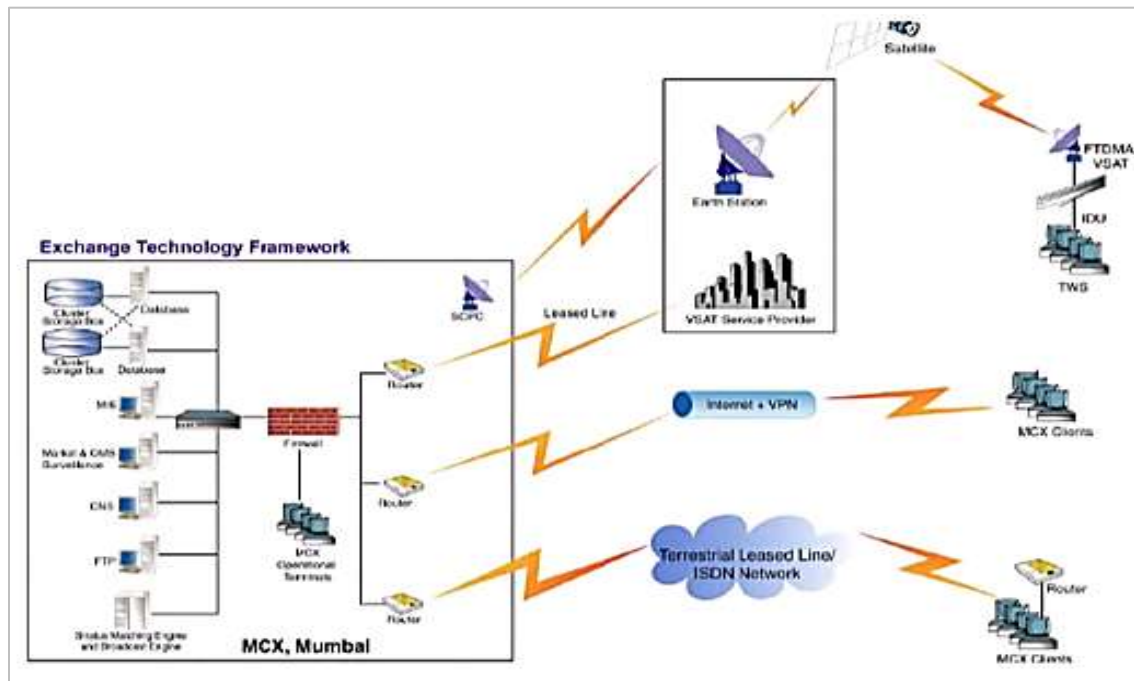 Satellite
FTDMA
VSAT
IDU
TWS
Earth Station
VSAT Service Provider
Exchange Technology Framework
SCPC
Leased Line
Cluster
Storage Box
Database
Cluster
Storage Box
Database
MIS
Market & CMS
Surveillance
CNS
FTP
Stratus Matching Engine
and Broadcast Engine
Firewall
MCX
Operational
Terminals
Router
Router
Router
MCX, Mumbai
Internet + VPN
MCX Clients
Terrestrial Leased Line/
ISDN Network
Router
MCX Clients